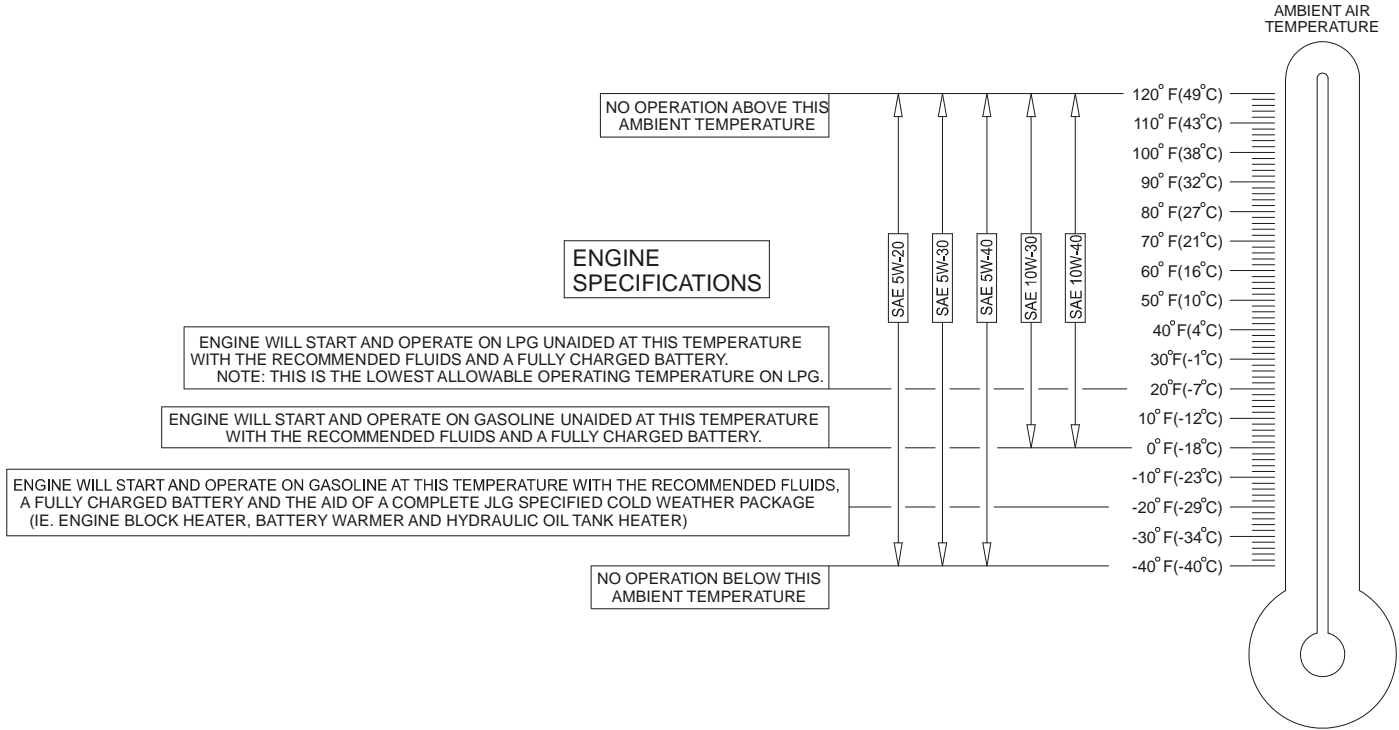 AMBIENT AIR
TEMPERATURE
NO OPERATION ABOVE THIS
AMBIENT TEMPERATURE
120° F(49°C)
110° F(43°C)
100° F(38°C)
90° F(32°C)
80° F(27°C)
70° F(21°C)
60° F(16°C)
50° F(10°C)
40°F(4°C)
30°F(-1°C)
20°F(-7°C)
10° F(-12°C)
0° F(-18°C)
-10° F(-23°C)
-20° F(-29°C)
-30° F(-34°C)
-40° F(-40°C)
SAE 5W-20
SAE 5W-30
SAE 5W-40
SAE 10W-30
SAE 10W-40
ENGINE
SPECIFICATIONS
ENGINE WILL START AND OPERATE ON LPG UNAIDED AT THIS TEMPERATURE
WITH THE RECOMMENDED FLUIDS AND A FULLY CHARGED BATTERY.
NOTE: THIS IS THE LOWEST ALLOWABLE OPERATING TEMPERATURE ON LPG.
ENGINE WILL START AND OPERATE ON GASOLINE UNAIDED AT THIS TEMPERATURE
WITH THE RECOMMENDED FLUIDS AND A FULLY CHARGED BATTERY.
ENGINE WILL START AND OPERATE ON GASOLINE AT THIS TEMPERATURE WITH THE RECOMMENDED FLUIDS,
A FULLY CHARGED BATTERY AND THE AID OF A COMPLETE JLG SPECIFIED COLD WEATHER PACKAGE
(IE. ENGINE BLOCK HEATER, BATTERY WARMER AND HYDRAULIC OIL TANK HEATER)
NO OPERATION BELOW THIS
AMBIENT TEMPERATURE